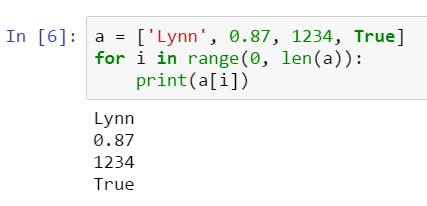 In [6]: a = ['Lynn', 0.87, 1234, True]
for i in range(0, len(a)):
    print(a[i])
Lynn
0.87
1234
True